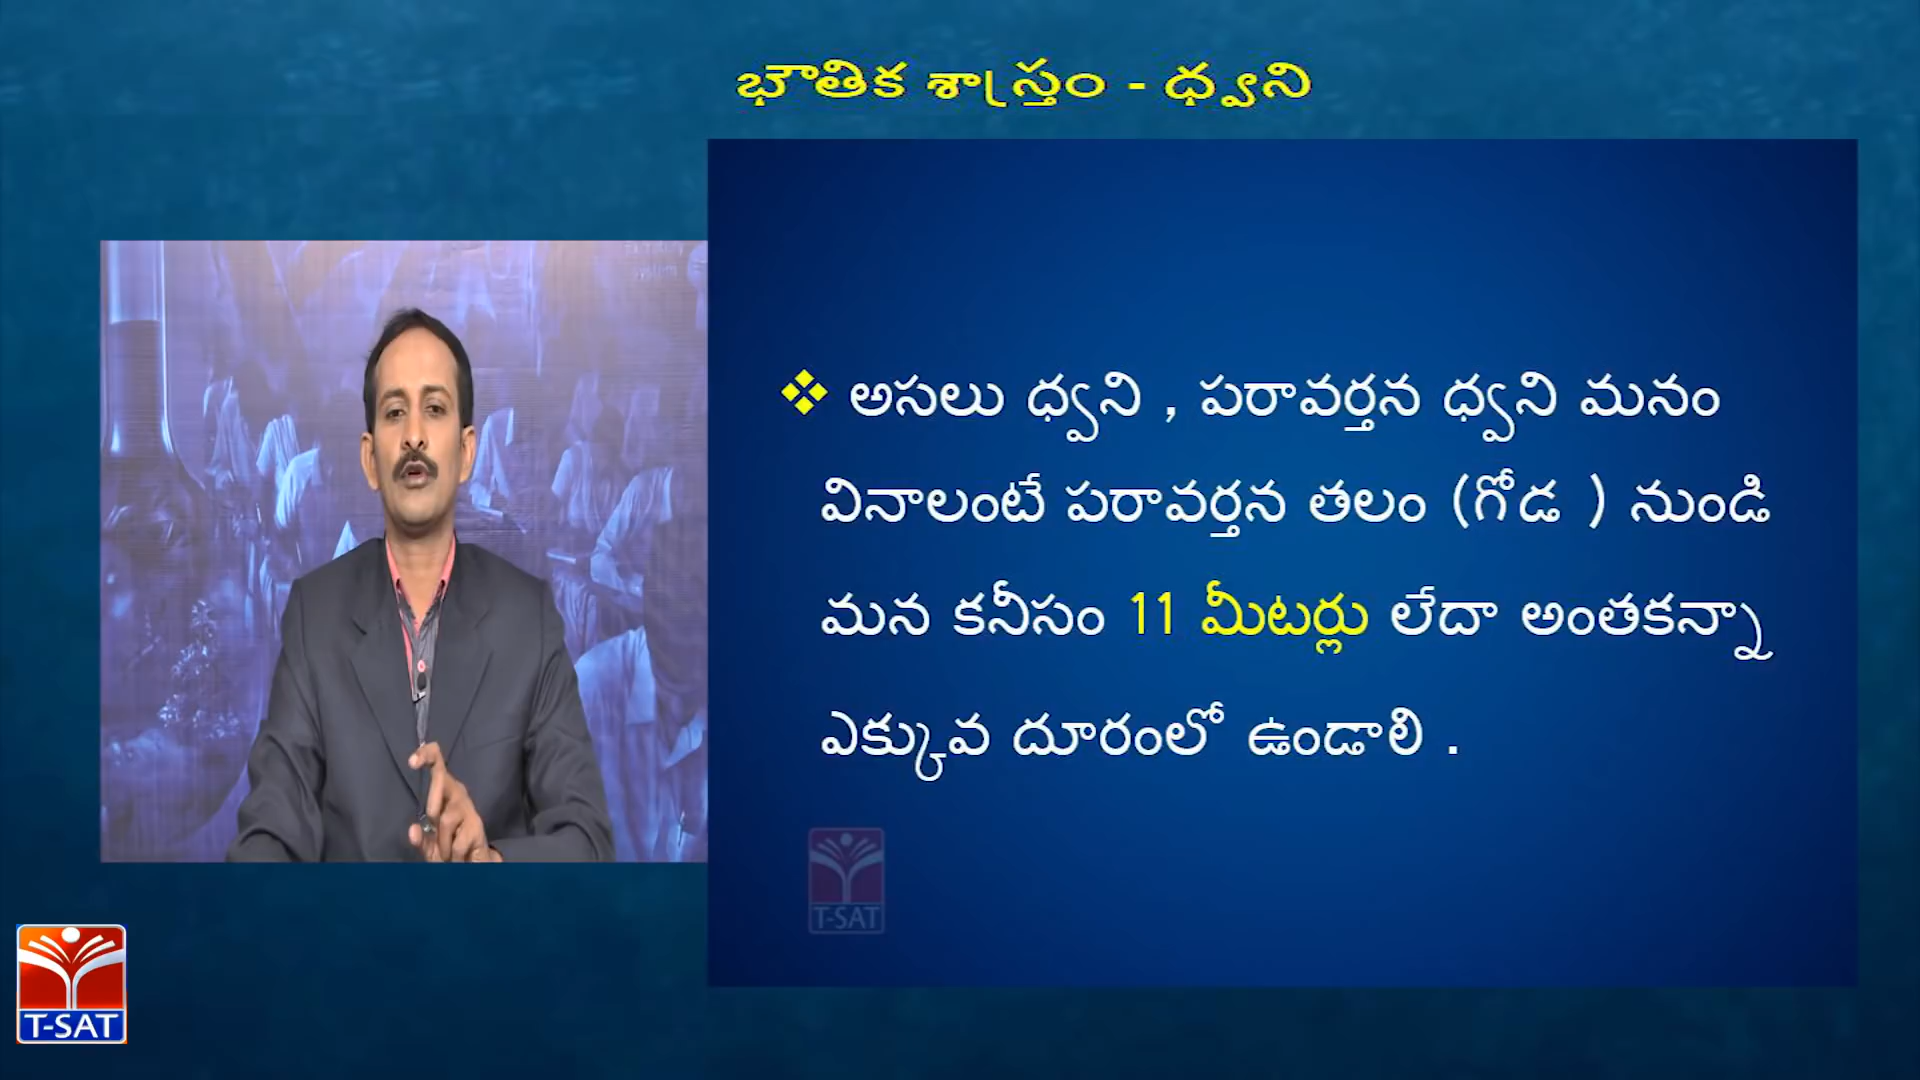 భౌతిక శాస్త్రం - ధ్వని
❖ అసలు ధ్వని , పరావర్తన ధ్వని మనం
వినాలంటే పరావర్తన తలం (గోడ ) నుండి
మన కనీసం 11 మీటర్లు లేదా అంతకన్నా
ఎక్కువ దూరంలో ఉండాలి .
T-SAT
T-SAT